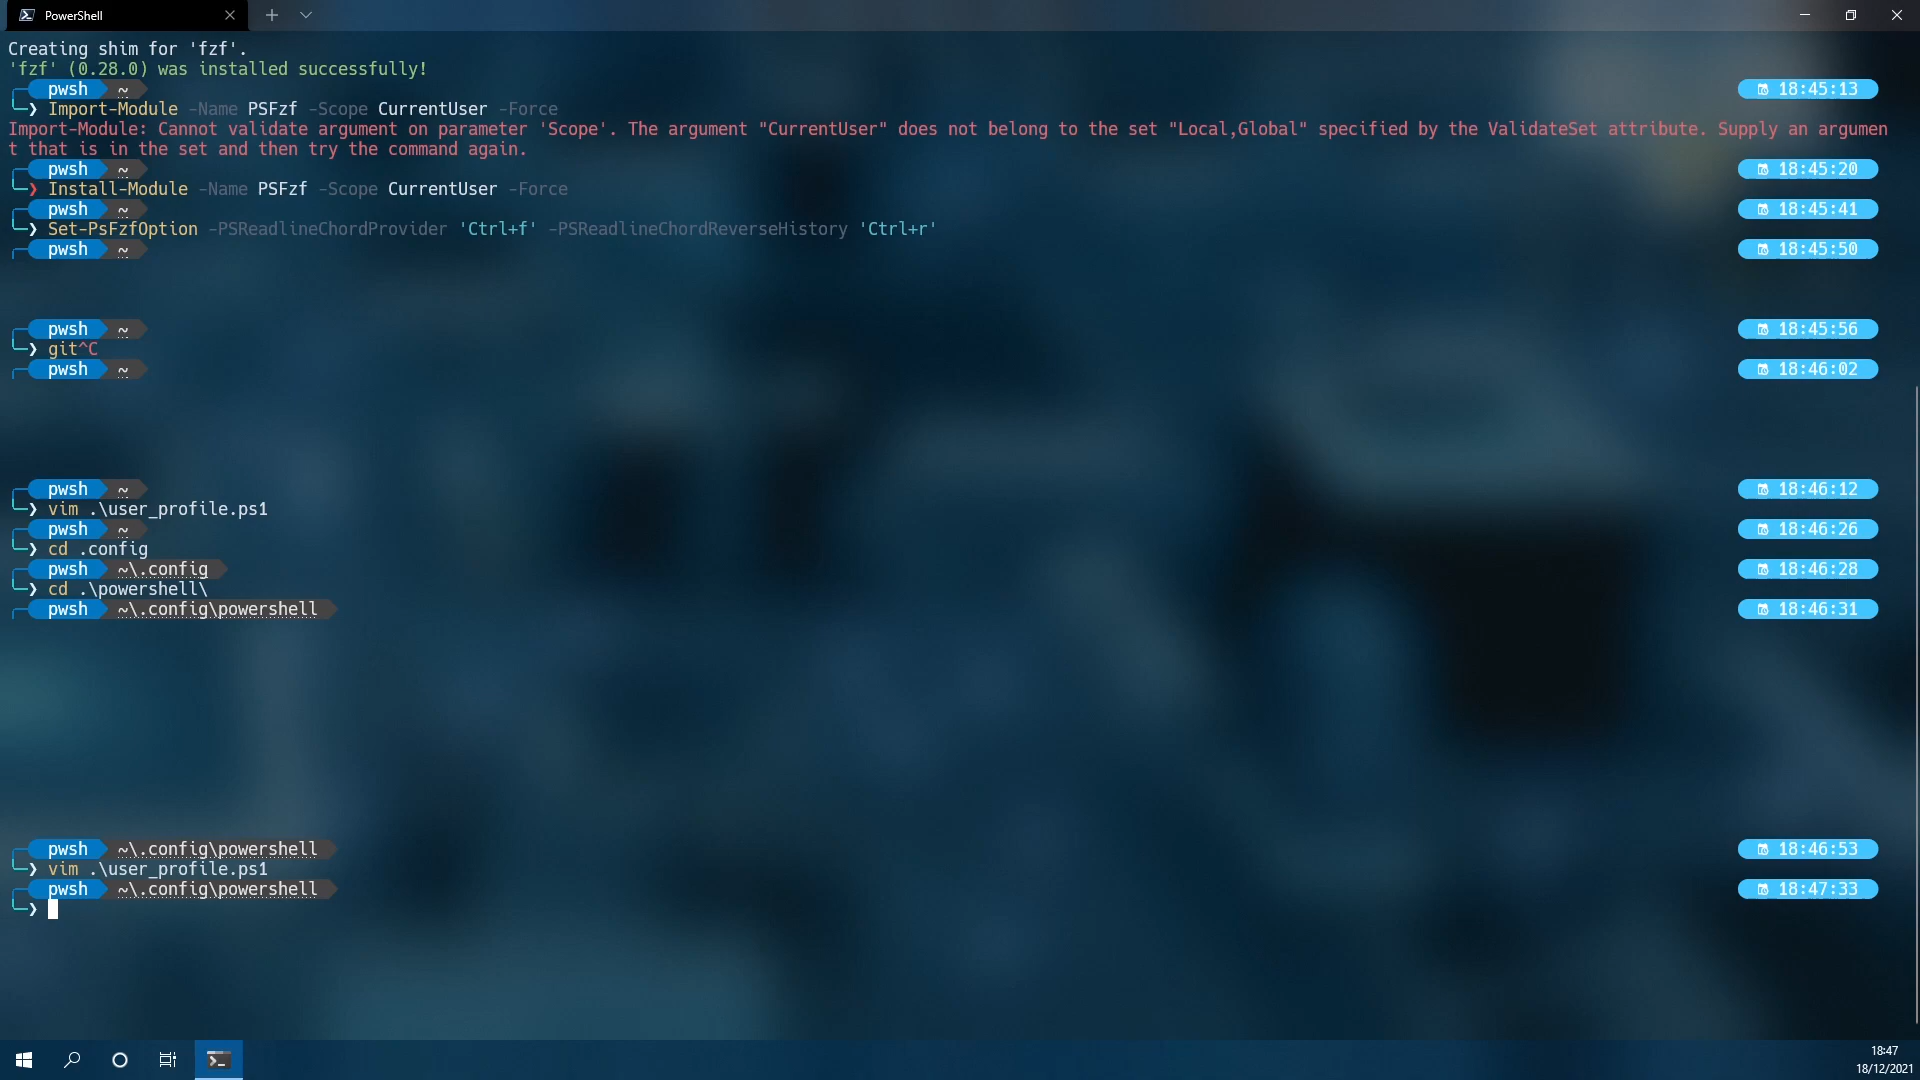 PowerShell
Creating shim for 'fzf'.
'fzf' (0.28.0) was installed successfully!
pwsh ~ 18:45:13
❯ Import-Module -Name PSFzf -Scope CurrentUser -Force
Import-Module: Cannot validate argument on parameter 'Scope'. The argument "CurrentUser" does not belong to the set "Local,Global" specified by the ValidateSet attribute. Supply an argumen
t that is in the set and then try the command again.
pwsh ~ 18:45:20
❯ Install-Module -Name PSFzf -Scope CurrentUser -Force
pwsh ~ 18:45:41
❯ Set-PsFzfOption -PSReadlineChordProvider 'Ctrl+f' -PSReadlineChordReverseHistory 'Ctrl+r'
pwsh ~ 18:45:50
pwsh ~ 18:45:56
❯ git^C
pwsh ~ 18:46:02
pwsh ~ 18:46:12
❯ vim .\user_profile.ps1
pwsh ~ 18:46:26
❯ cd .config
pwsh ~\.config 18:46:28
❯ cd .\powershell\
pwsh ~\.config\powershell 18:46:31
pwsh ~\.config\powershell 18:46:53
❯ vim .\user_profile.ps1
pwsh ~\.config\powershell 18:47:33
❯
18:47
18/12/2021